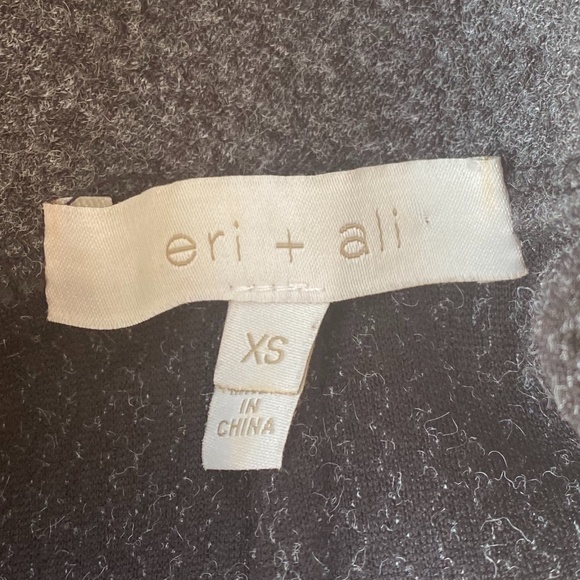 eri + ali
XS
IN
CHINA